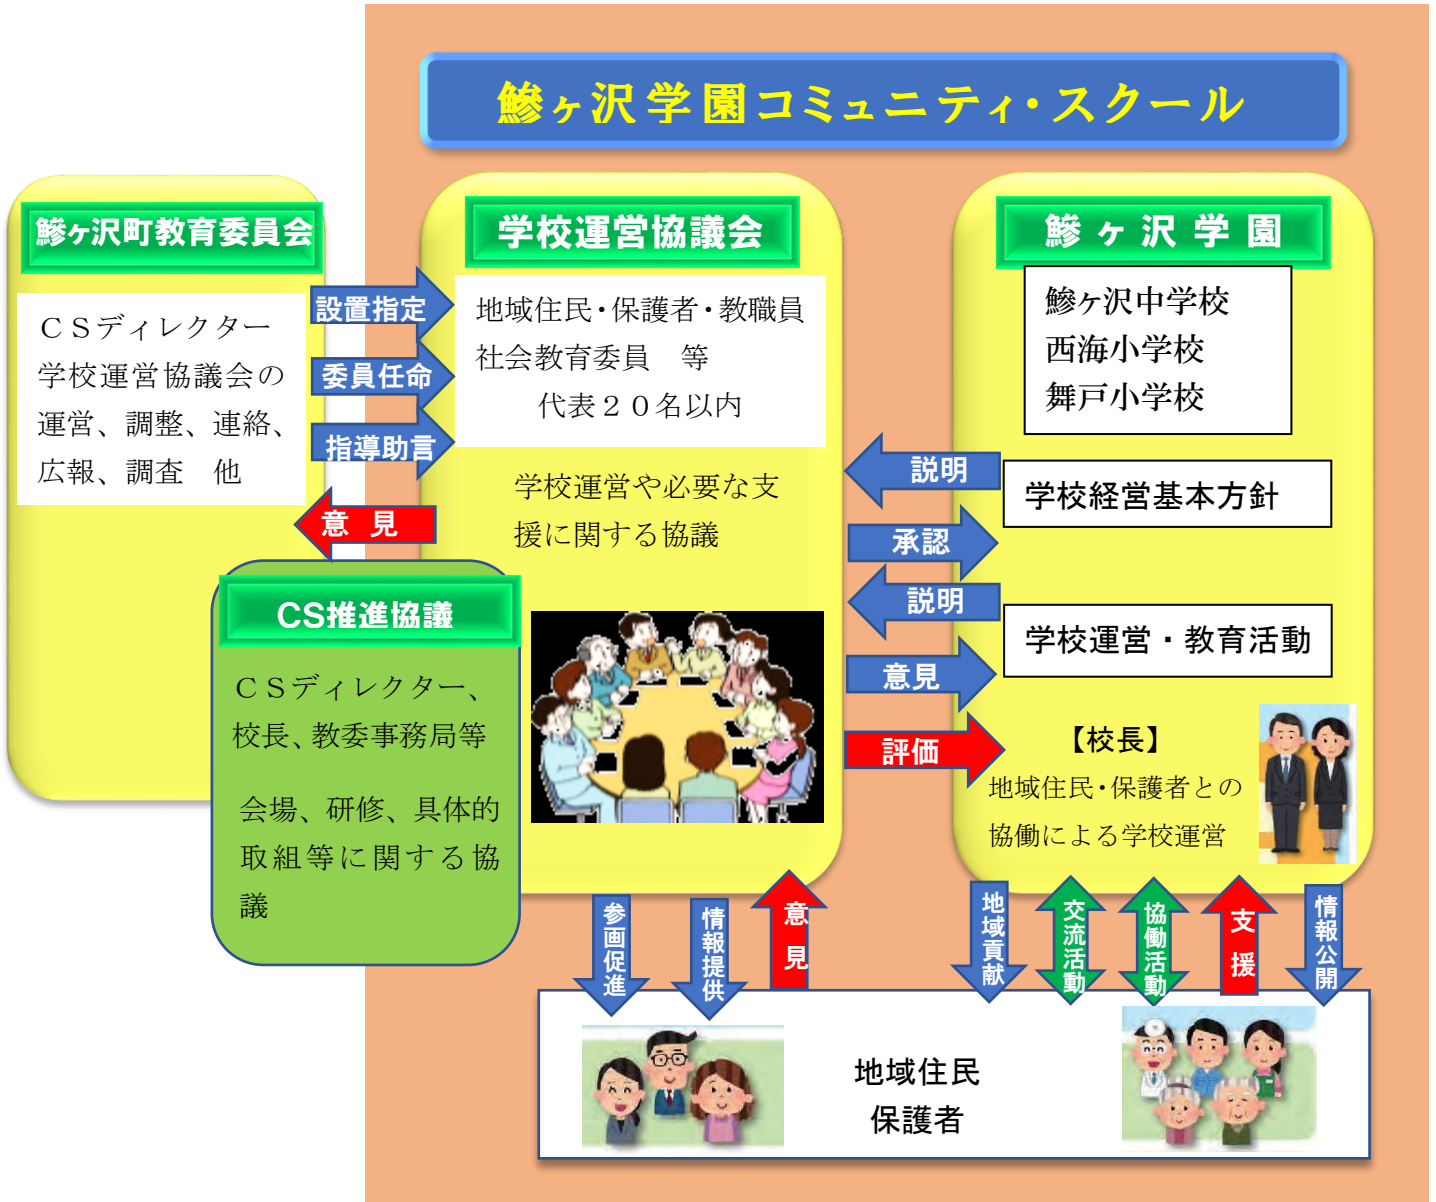 鰺ヶ沢学園コミュニティ・スクール
鰺ヶ沢町教育委員会
ＣＳディレクター
学校運営協議会の
運営、調整、連絡、
広報、調査　他
設置指定
委員任命
指導助言
意 見
学校運営協議会
地域住民・保護者・教職員
社会教育委員　等
代表２０名以内
学校運営や必要な支
援に関する協議
CS推進協議
ＣＳディレクター、
校長、教委事務局等
会場、研修、具体的
取組等に関する協
議
鰺ヶ沢学園
鰺ヶ沢中学校
西海小学校
舞戸小学校
説明
学校経営基本方針
承認
説明
学校運営・教育活動
意見
評価
【校長】
地域住民・保護者との
協働による学校運営
参画促進
情報提供
意見
地域貢献
交流活動
協働活動
支援
情報公開
地域住民
保護者